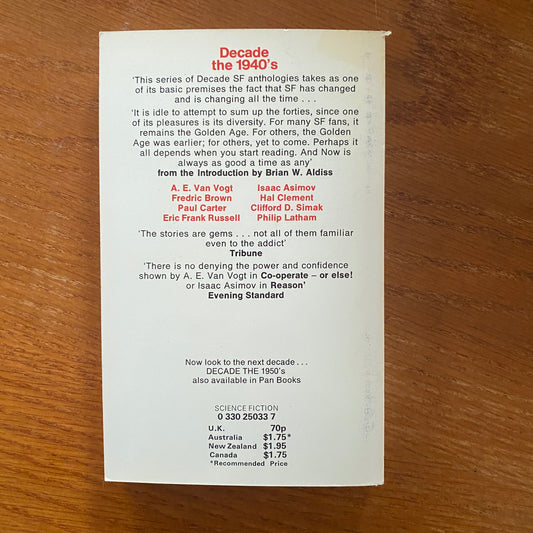 Decade
the 1940's
'This series of Decade SF anthologies takes as one
of its basic premises the fact that SF has changed
and is changing all the time . . .
'It is idle to attempt to sum up the forties, since one
of its pleasures is its diversity. For many SF fans, it
remains the Golden Age. For others, the Golden
Age was earlier; for others, yet to come. Perhaps it
all depends when you start reading. And Now is
always as good a time as any'
from the Introduction by Brian W. Aldiss
A. E. Van Vogt Isaac Asimov
Fredric Brown Hal Clement
Paul Carter Clifford D. Simak
Eric Frank Russell Philip Latham
'The stories are gems . . . not all of them familiar
even to the addict'
Tribune
'There is no denying the power and confidence
shown by A. E. Van Vogt in Co-operate – or else!
or Isaac Asimov in Reason'
Evening Standard
Now look to the next decade . . .
DECADE THE 1950's
also available in Pan Books
SCIENCE FICTION
0 330 25033 7
U.K. 70p
Australia $1.75*
New Zealand $1.95
Canada $1.75
*Recommended Price